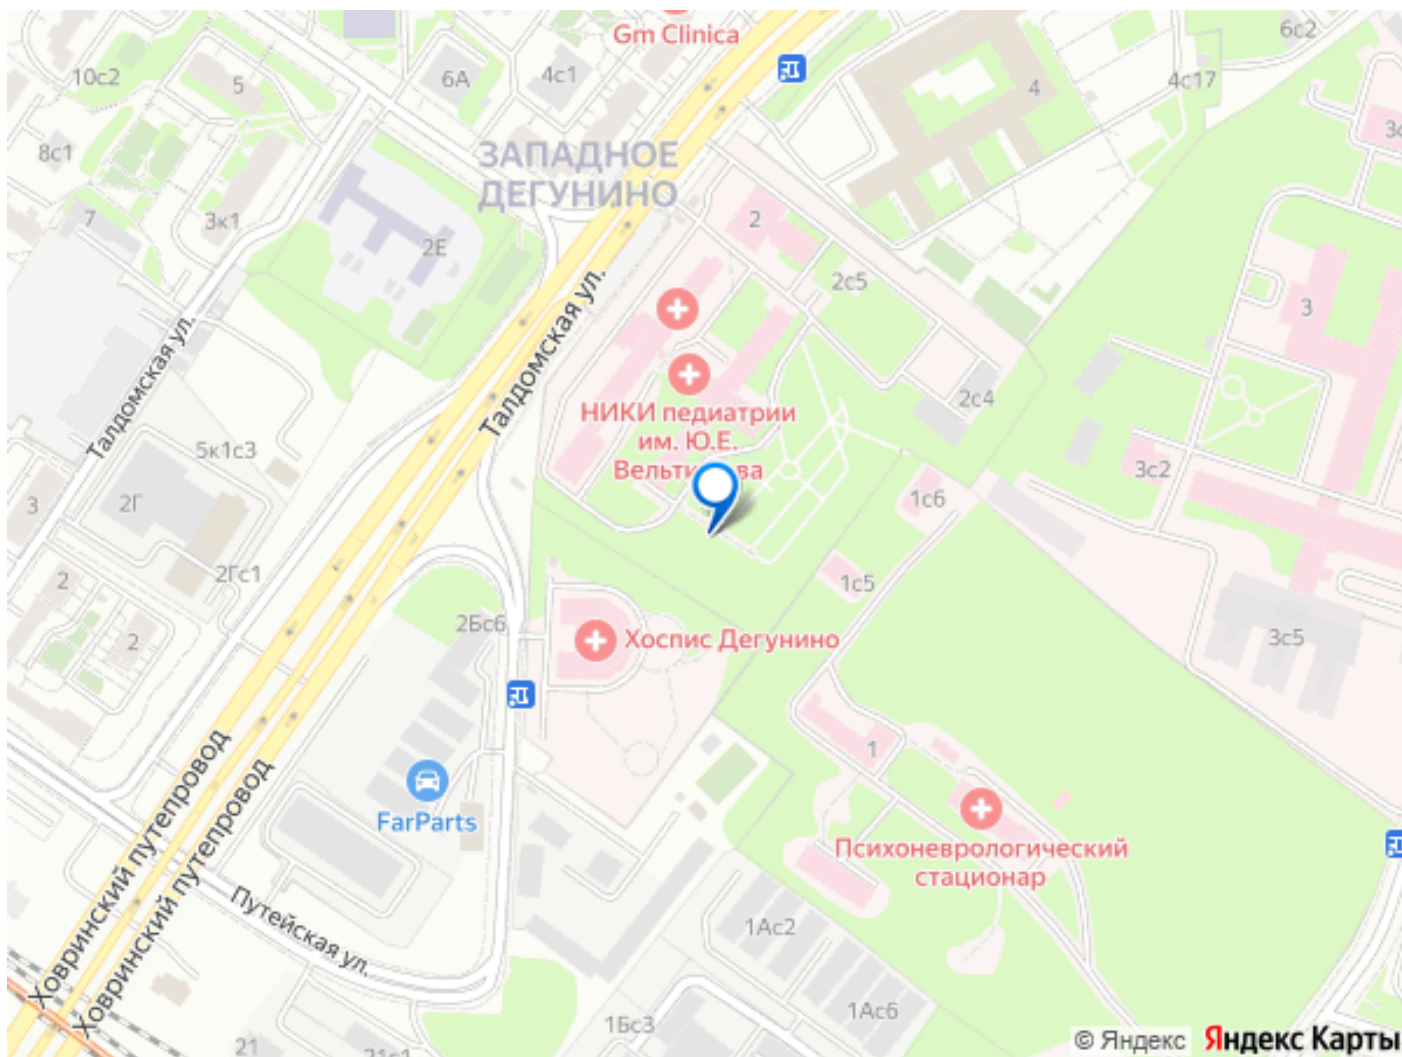 Gm Clinica
6с2
10с2
5
6А
4с1
4
4с17
8с1
ЗАПАДНОЕ
ДЕГУНИНО
7
3к1
2Е
2
2с5
3
Талдомская ул.
Талдомская ул.
2с4
НИКИ педиатрии
им. Ю.Е.
5к1с3
3
2Г
1с6
3с2
2Гс1
2
1с5
2
2Бс6
Хоспис Дегунино
3с5
1
FarParts
Психоневрологический
стационар
Ховринский путепровод
Ховринский путепровод
Путейская ул.
1Ас2
1Ас6
1Бс3
21
21с1
© Яндекс
Яндекс Карты